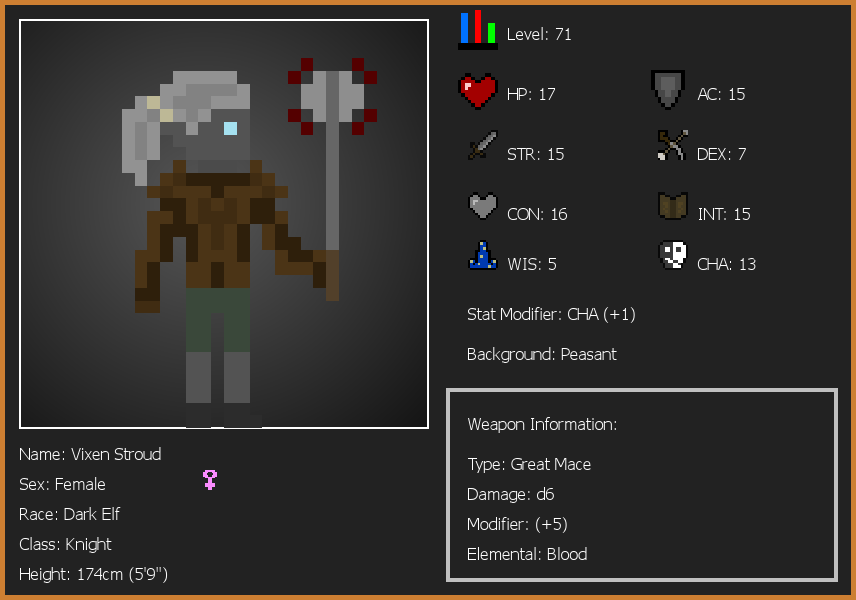 Level: 71
HP: 17
AC: 15
STR: 15
DEX: 7
CON: 16
INT: 15
WIS: 5
CHA: 13
Stat Modifier: CHA (+1)
Background: Peasant
Weapon Information:
Type: Great Mace
Damage: d6
Modifier: (+5)
Elemental: Blood
Name: Vixen Stroud
Sex: Female
Race: Dark Elf
Class: Knight
Height: 174cm (5'9")